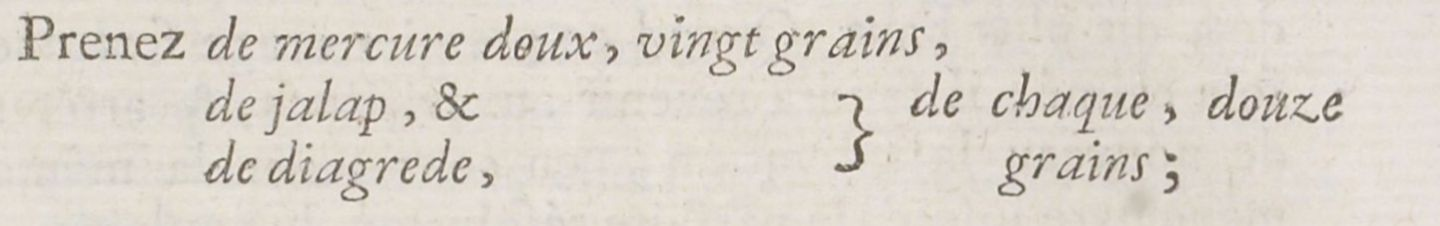 Prenez de mercure doux, vingt grains,
de jalap, &
de diagrede,
} de chaque, douze
grains;